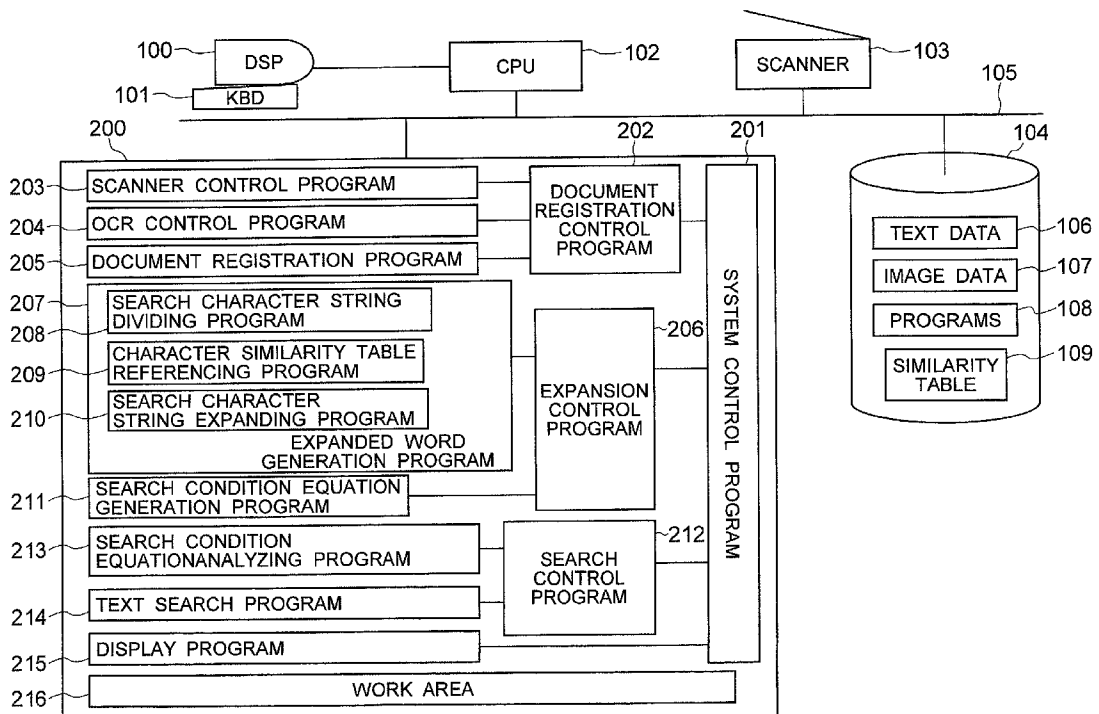 100
DSP
101
KBD
102
CPU
103
SCANNER
105
104
200
202
201
203
SCANNER CONTROL PROGRAM
204
OCR CONTROL PROGRAM
205
DOCUMENT REGISTRATION PROGRAM
DOCUMENT
REGISTRATION
CONTROL
PROGRAM
207
208
SEARCH CHARACTER STRING
DIVIDING PROGRAM
209
CHARACTER SIMILARITY TABLE
REFERENCING PROGRAM
210
SEARCH CHARACTER
STRING EXPANDING PROGRAM
EXPANDED WORD
GENERATION PROGRAM
206
EXPANSION
CONTROL
PROGRAM
211
SEARCH CONDITION EQUATION
GENERATION PROGRAM
213
SEARCH CONDITION
EQUATIONANALYZING PROGRAM
212
SEARCH
CONTROL
PROGRAM
214
TEXT SEARCH PROGRAM
215
DISPLAY PROGRAM
216
WORK AREA
SYSTEM CONTROL PROGRAM
TEXT DATA
106
IMAGE DATA
107
PROGRAMS
108
SIMILARITY
TABLE
109